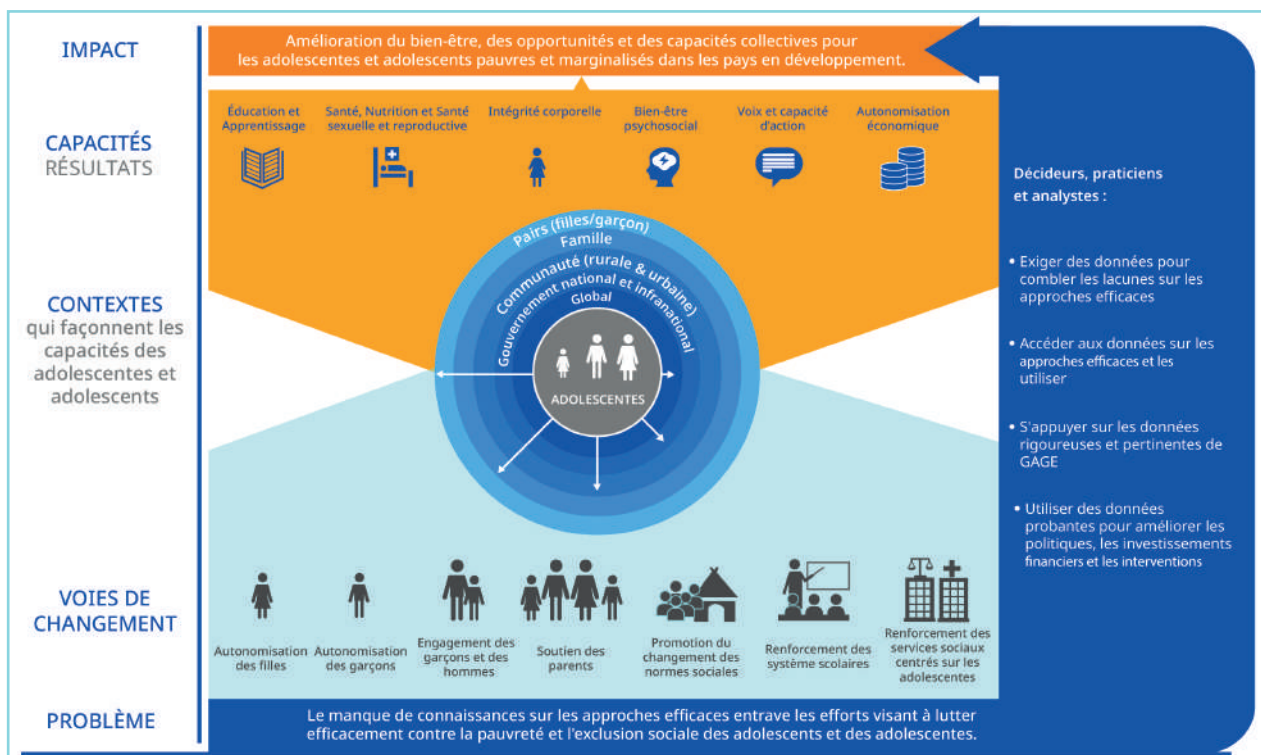 IMPACT
Amélioration du bien-être, des opportunités et des capacités collectives pour
les adolescentes et adolescents pauvres et marginalisés dans les pays en développement.
CAPACITÉS
RÉSULTATS
Éducation et
Apprentissage
Santé, Nutrition et Santé
sexuelle et reproductive
Intégrité corporelle
Bien-être
psychosocial
Voix et capacité
d'action
Autonomisation
économique
CONTEXTES
qui façonnent les
capacités des
adolescentes et
adolescents
Pairs (filles/garçon)
Famille
Communauté (rurale & urbaine)
Gouvernement national et infranational
Global
ADOLESCENTES
VOIES DE
CHANGEMENT
Autonomisation
des filles
Autonomisation
des garçons
Engagement des
garçons et des
hommes
Soutien des
parents
Promotion du
changement des
normes sociales
Renforcement des
système scolaires
Renforcement des
services sociaux
centrés sur les
adolescentes
PROBLÈME
Le manque de connaissances sur les approches efficaces entrave les efforts visant à lutter
efficacement contre la pauvreté et l'exclusion sociale des adolescents et des adolescentes.
Décideurs, praticiens
et analystes :
• Exiger des données pour
combler les lacunes sur les
approches efficaces
• Accéder aux données sur les
approches efficaces et les
utiliser
• S'appuyer sur les données
rigoureuses et pertinentes de
GAGE
• Utiliser des données
probantes pour améliorer les
politiques, les investissements
financiers et les interventions